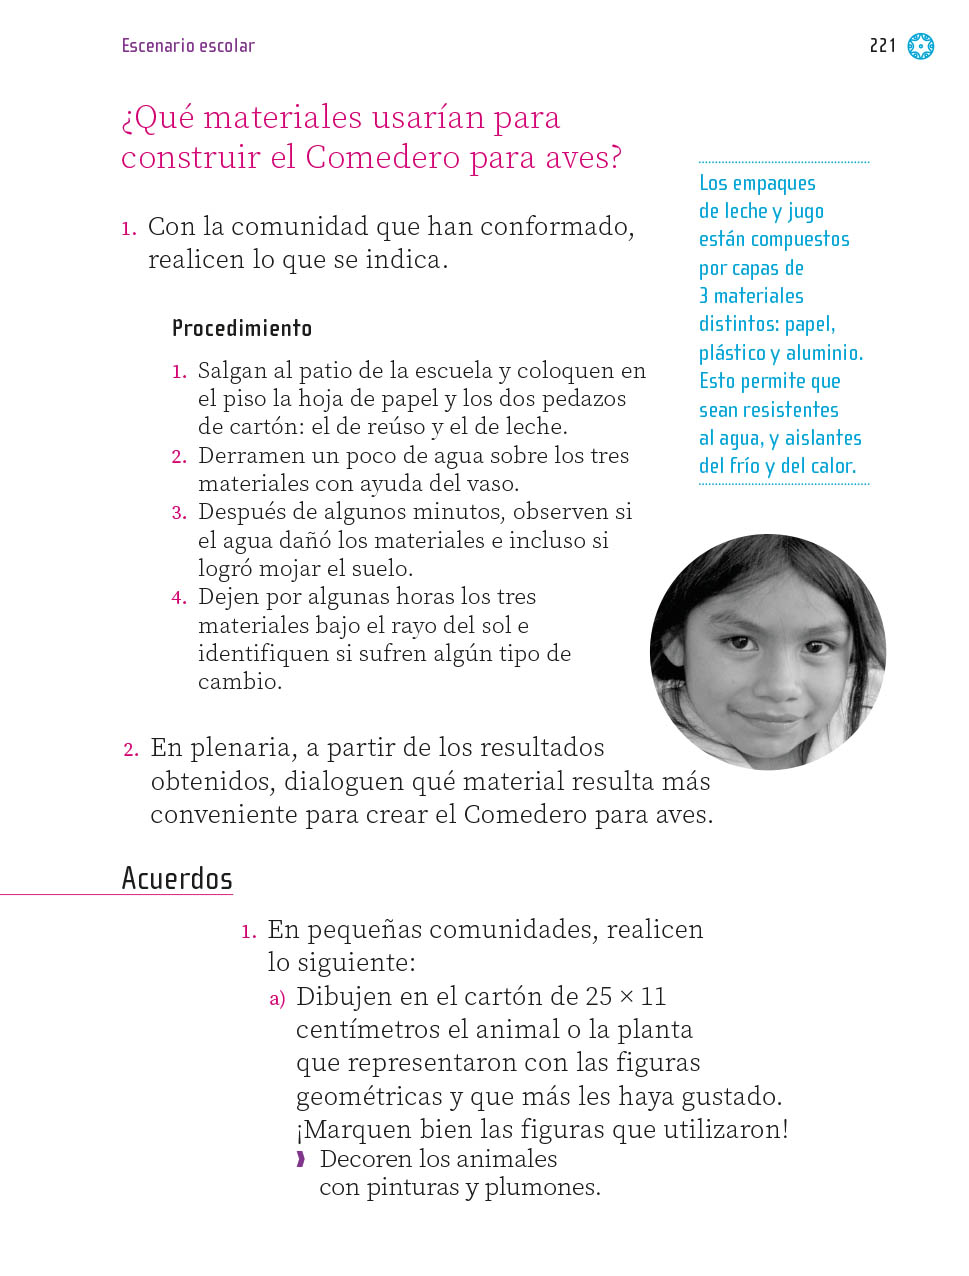 Escenario escolar
221
¿Qué materiales usarían para
construir el Comedero para aves?
1. Con la comunidad que han conformado,
realicen lo que se indica.
Procedimiento
1. Salgan al patio de la escuela y coloquen en
el piso la hoja de papel y los dos pedazos
de cartón: el de reúso y el de leche.
2. Derramen un poco de agua sobre los tres
materiales con ayuda del vaso.
3. Después de algunos minutos, observen si
el agua dañó los materiales e incluso si
logró mojar el suelo.
4. Dejen por algunas horas los tres
materiales bajo el rayo del sol e
identifiquen si sufren algún tipo de
cambio.
2. En plenaria, a partir de los resultados
obtenidos, dialoguen qué material resulta más
conveniente para crear el Comedero para aves.
Los empaques
de leche y jugo
están compuestos
por capas de
3 materiales
distintos: papel,
plástico y aluminio.
Esto permite que
sean resistentes
al agua, y aislantes
del frío y del calor.
Acuerdos
1. En pequeñas comunidades, realicen
lo siguiente:
a) Dibujen en el cartón de 25 × 11
centímetros el animal o la planta
que representaron con las figuras
geométricas y que más les haya gustado.
¡Marquen bien las figuras que utilizaron!
Decoren los animales
con pinturas y plumones.